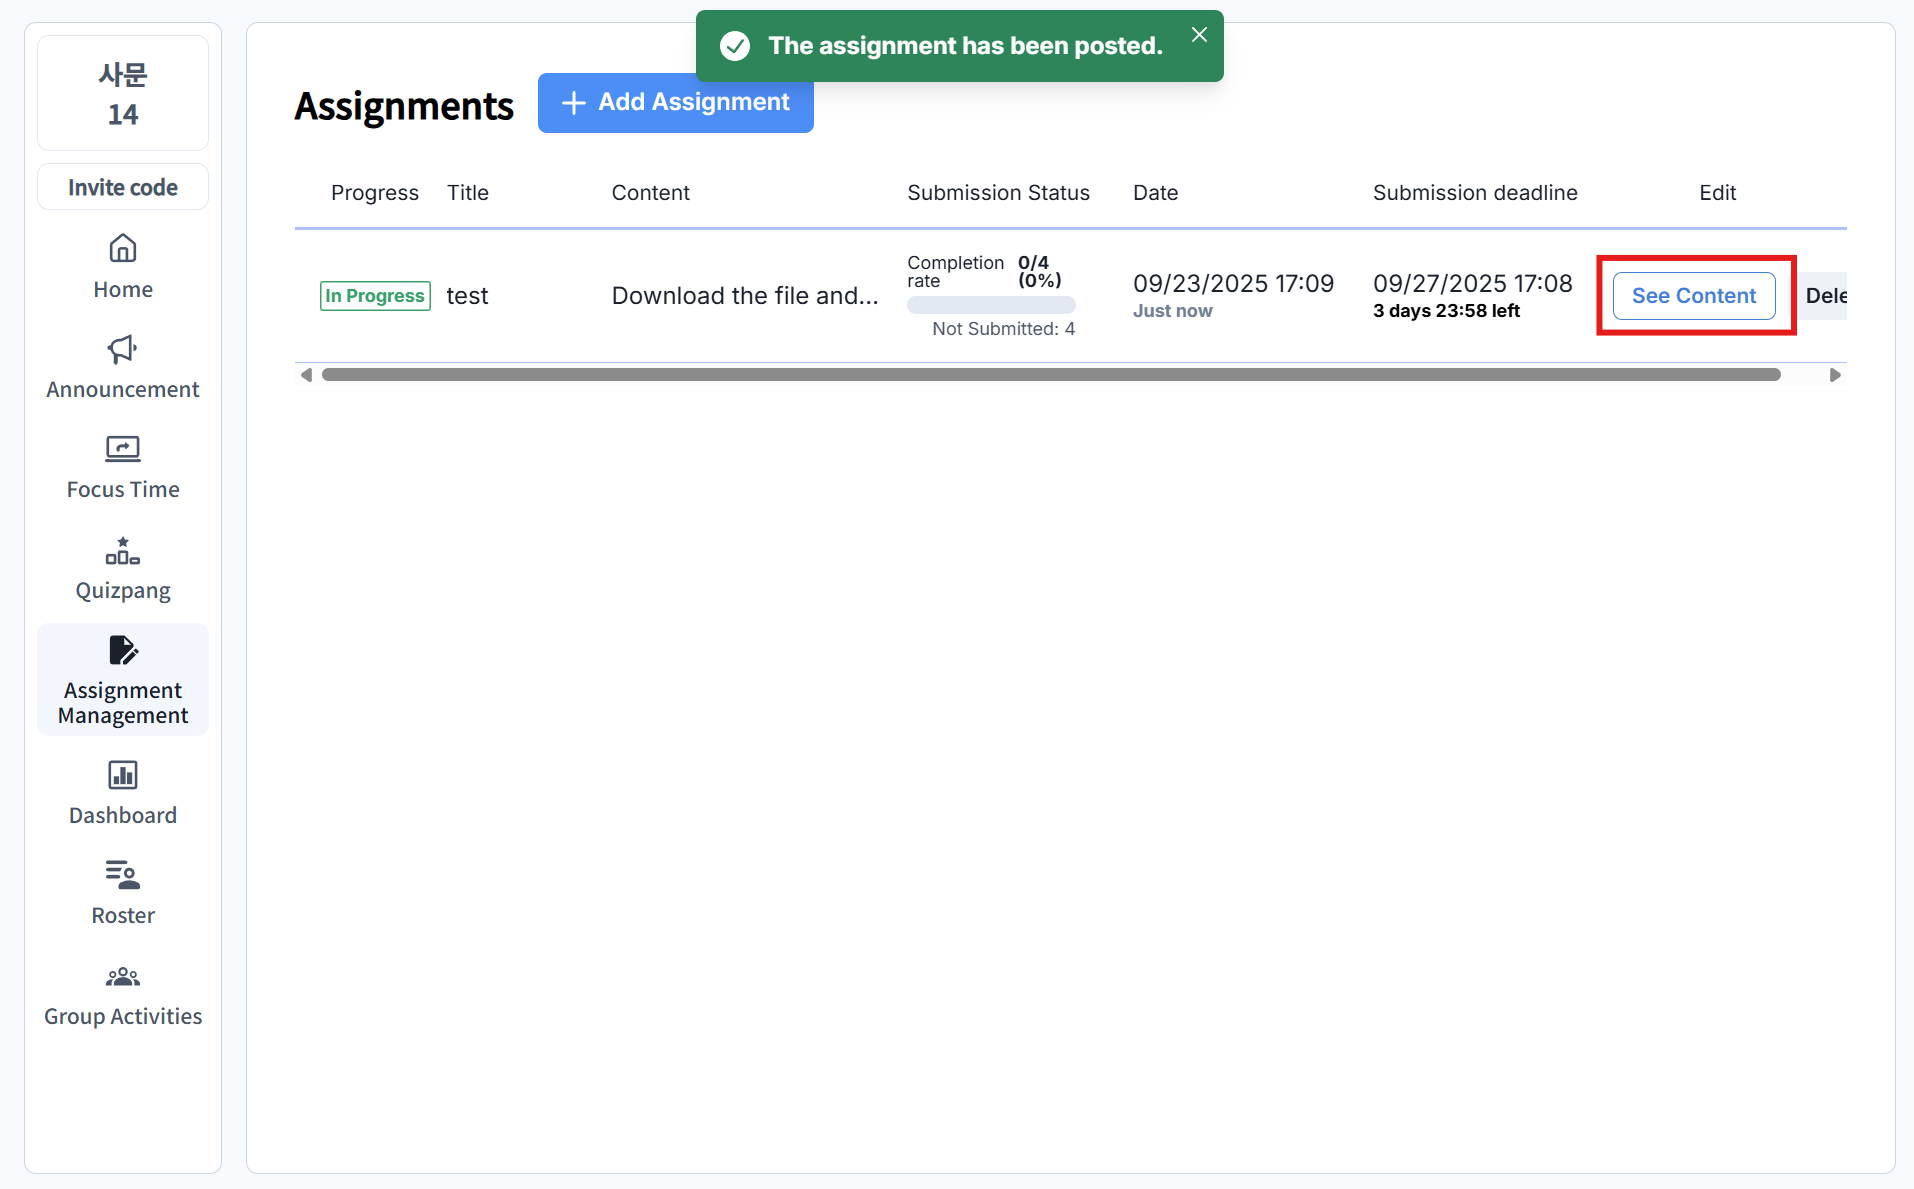 사문
14
Invite code
Home
Announcement
Focus Time
Quizpang
Assignment
Management
Dashboard
Roster
Group Activities
The assignment has been posted.
Assignments
Add Assignment
Progress Title Content Submission Status Date Submission deadline Edit
In Progress
test
Download the file and...
Completion
rate
0/4
(0%)
Not Submitted: 4
09/23/2025 17:09
Just now
09/27/2025 17:08
3 days 23:58 left
See Content
Dele